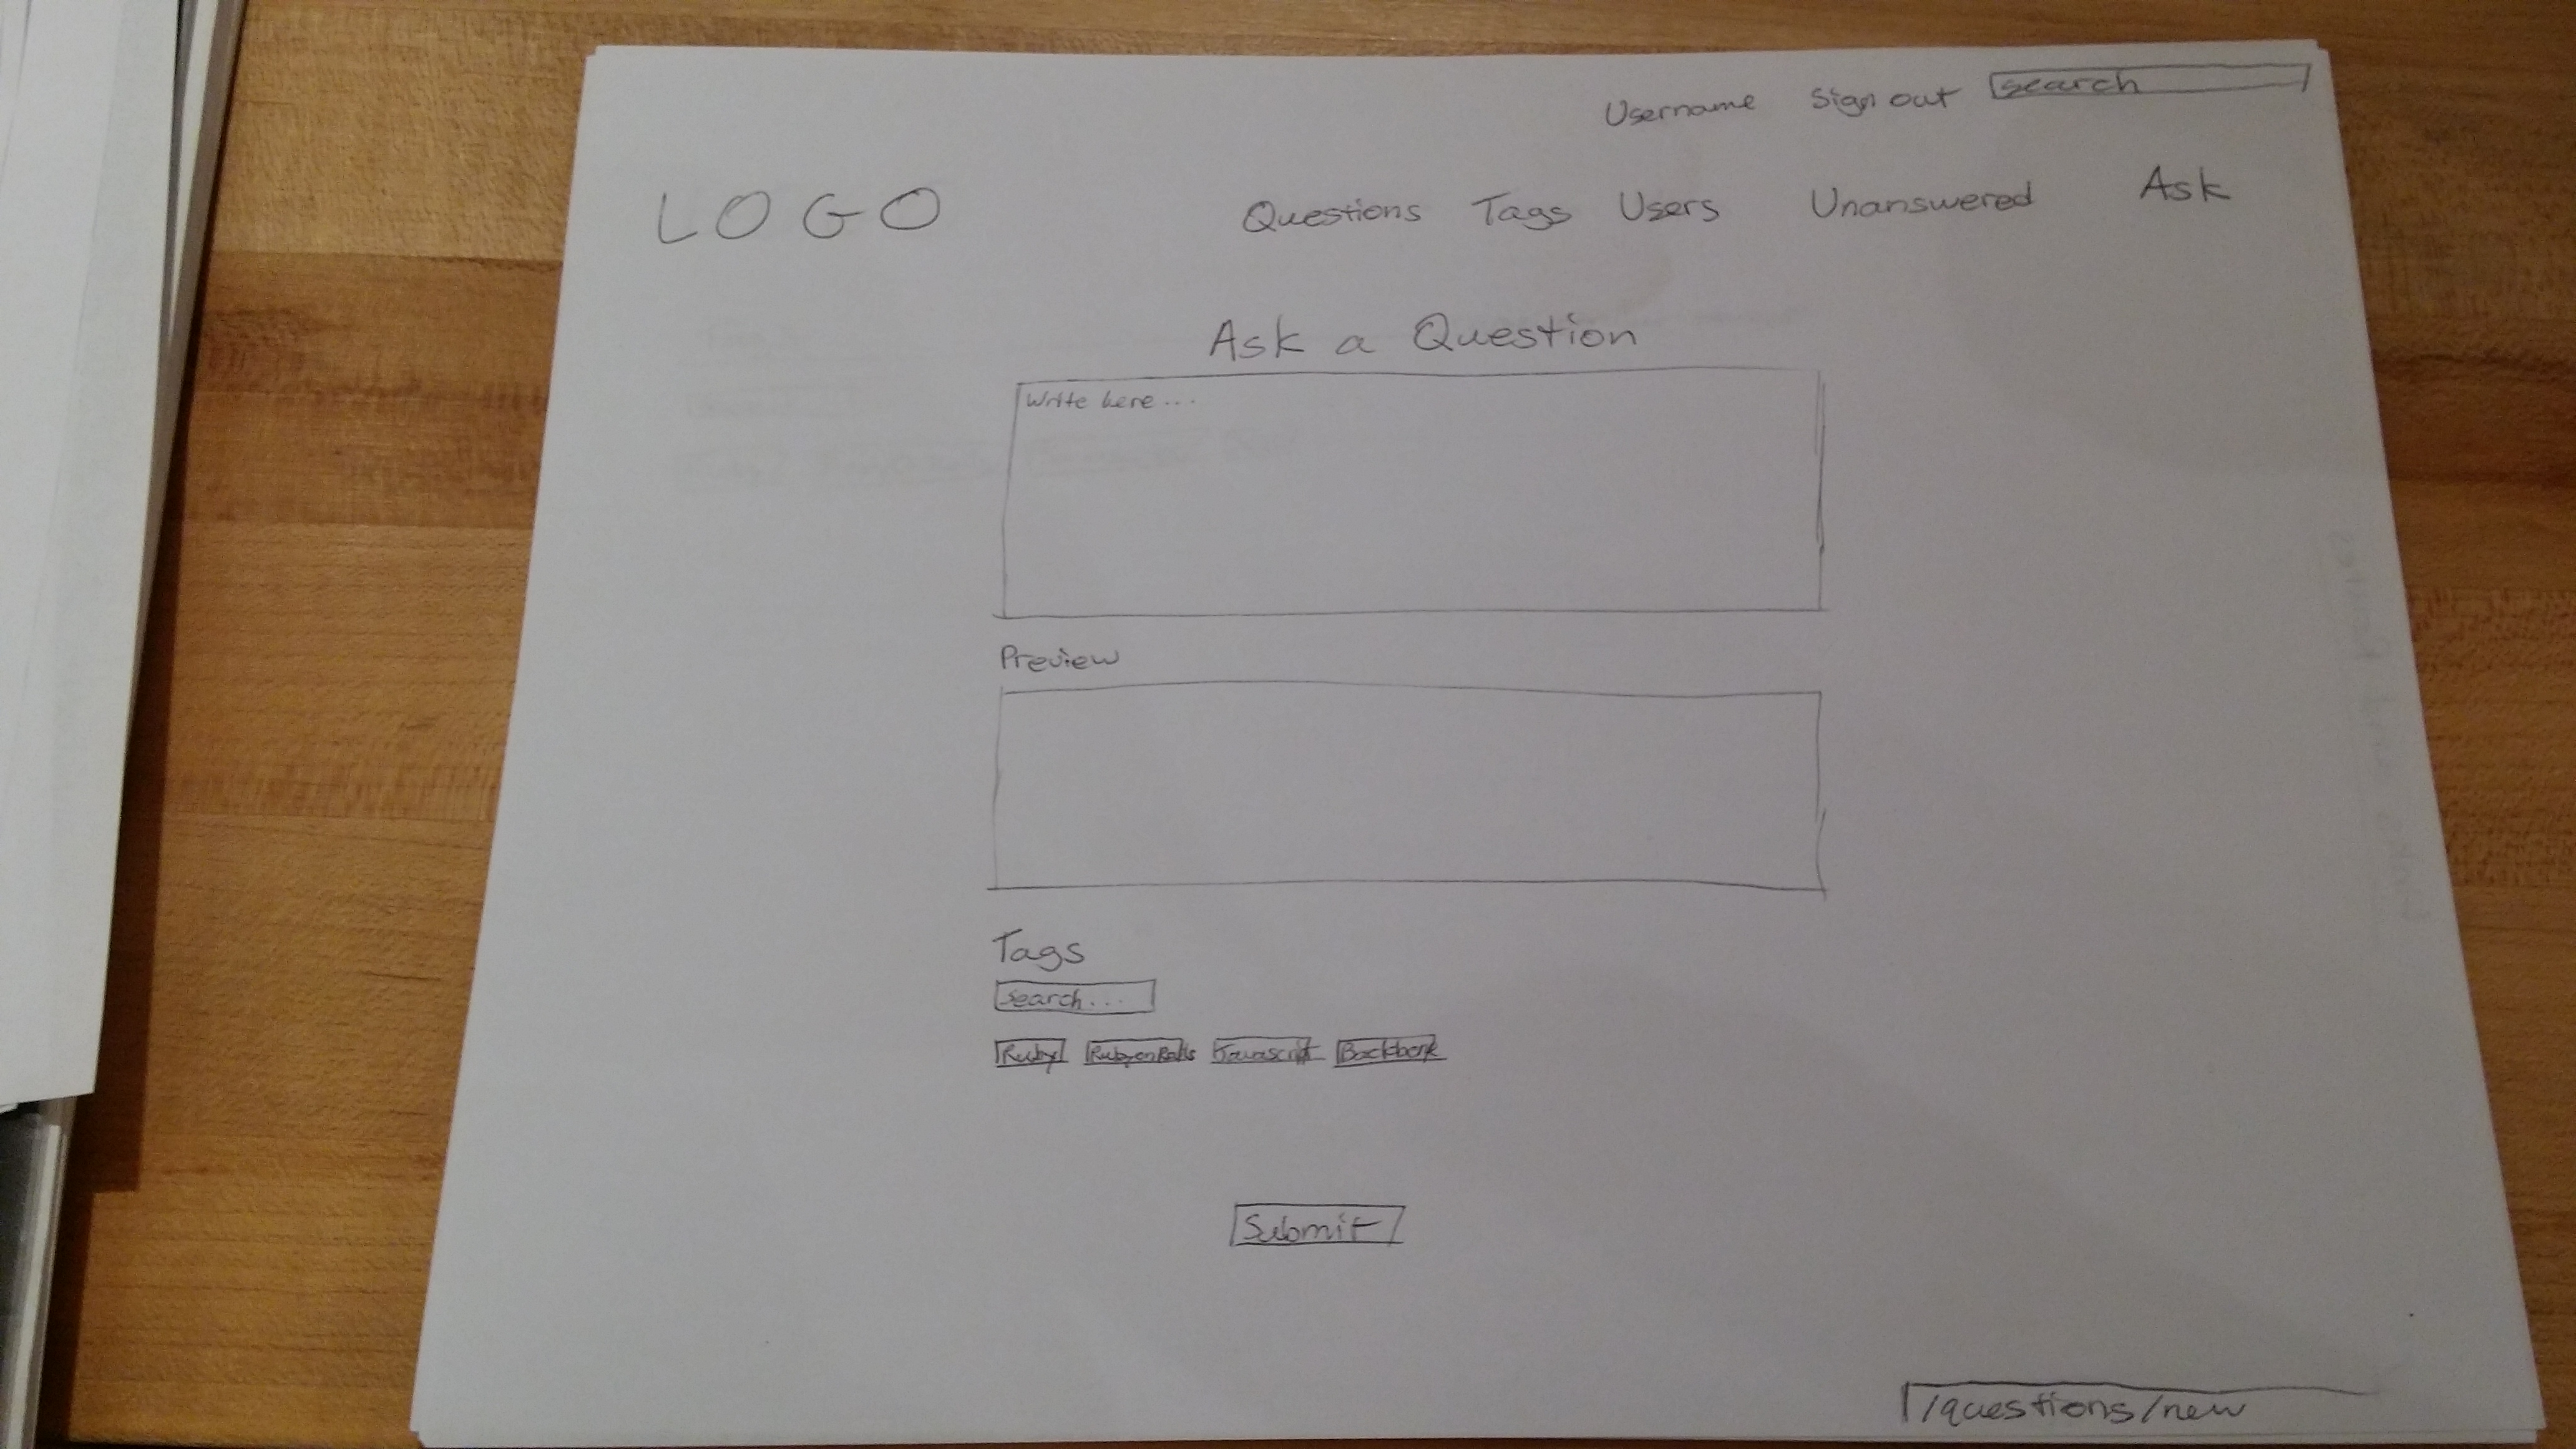 Username Sign out search
LOGO Questions Tags Users Unanswered Ask
Ask a Question
Write here ...
Preview
Tags
search...
Ruby RubyonRails Javascript Backbone
Submit
/questions/new